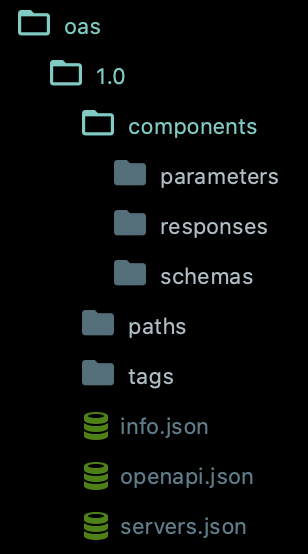 oas
1.0
components
parameters
responses
schemas
paths
tags
info.json
openapi.json
servers.json